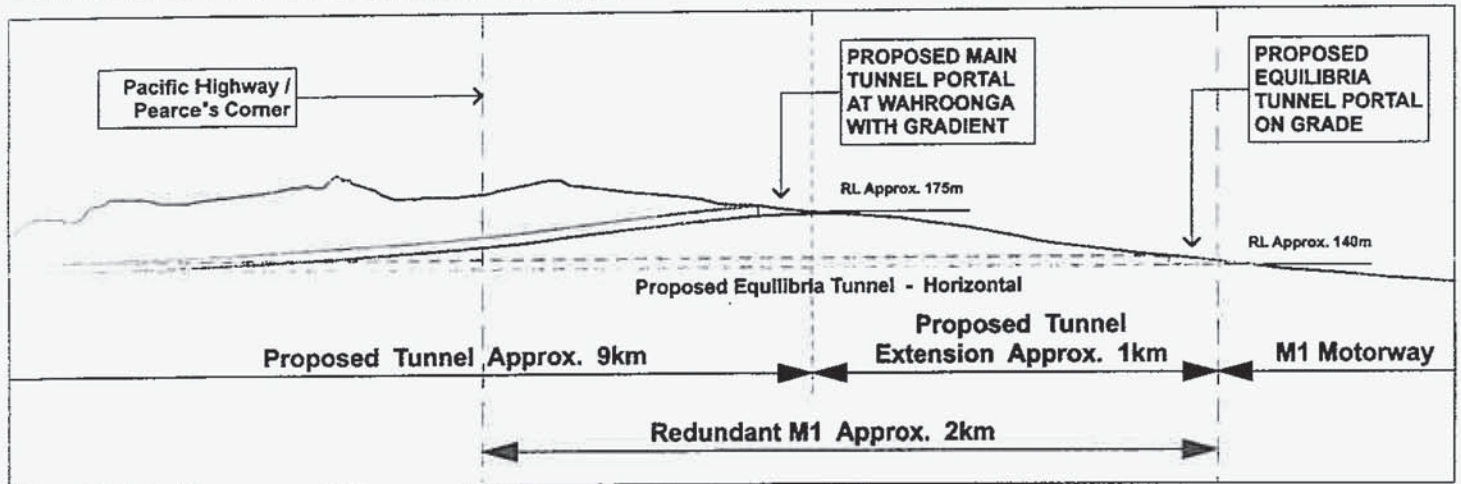 Pacific Highway /
Pearce's Corner
PROPOSED MAIN
TUNNEL PORTAL
AT WAHROONGA
WITH GRADIENT
PROPOSED
EQUILIBRIA
TUNNEL PORTAL
ON GRADE
RL Approx. 175m
RL Approx. 140m
Proposed Equilibria Tunnel - Horizontal
Proposed Tunnel Approx. 9km
Proposed Tunnel
Extension Approx. 1km
M1 Motorway
Redundant M1 Approx. 2km